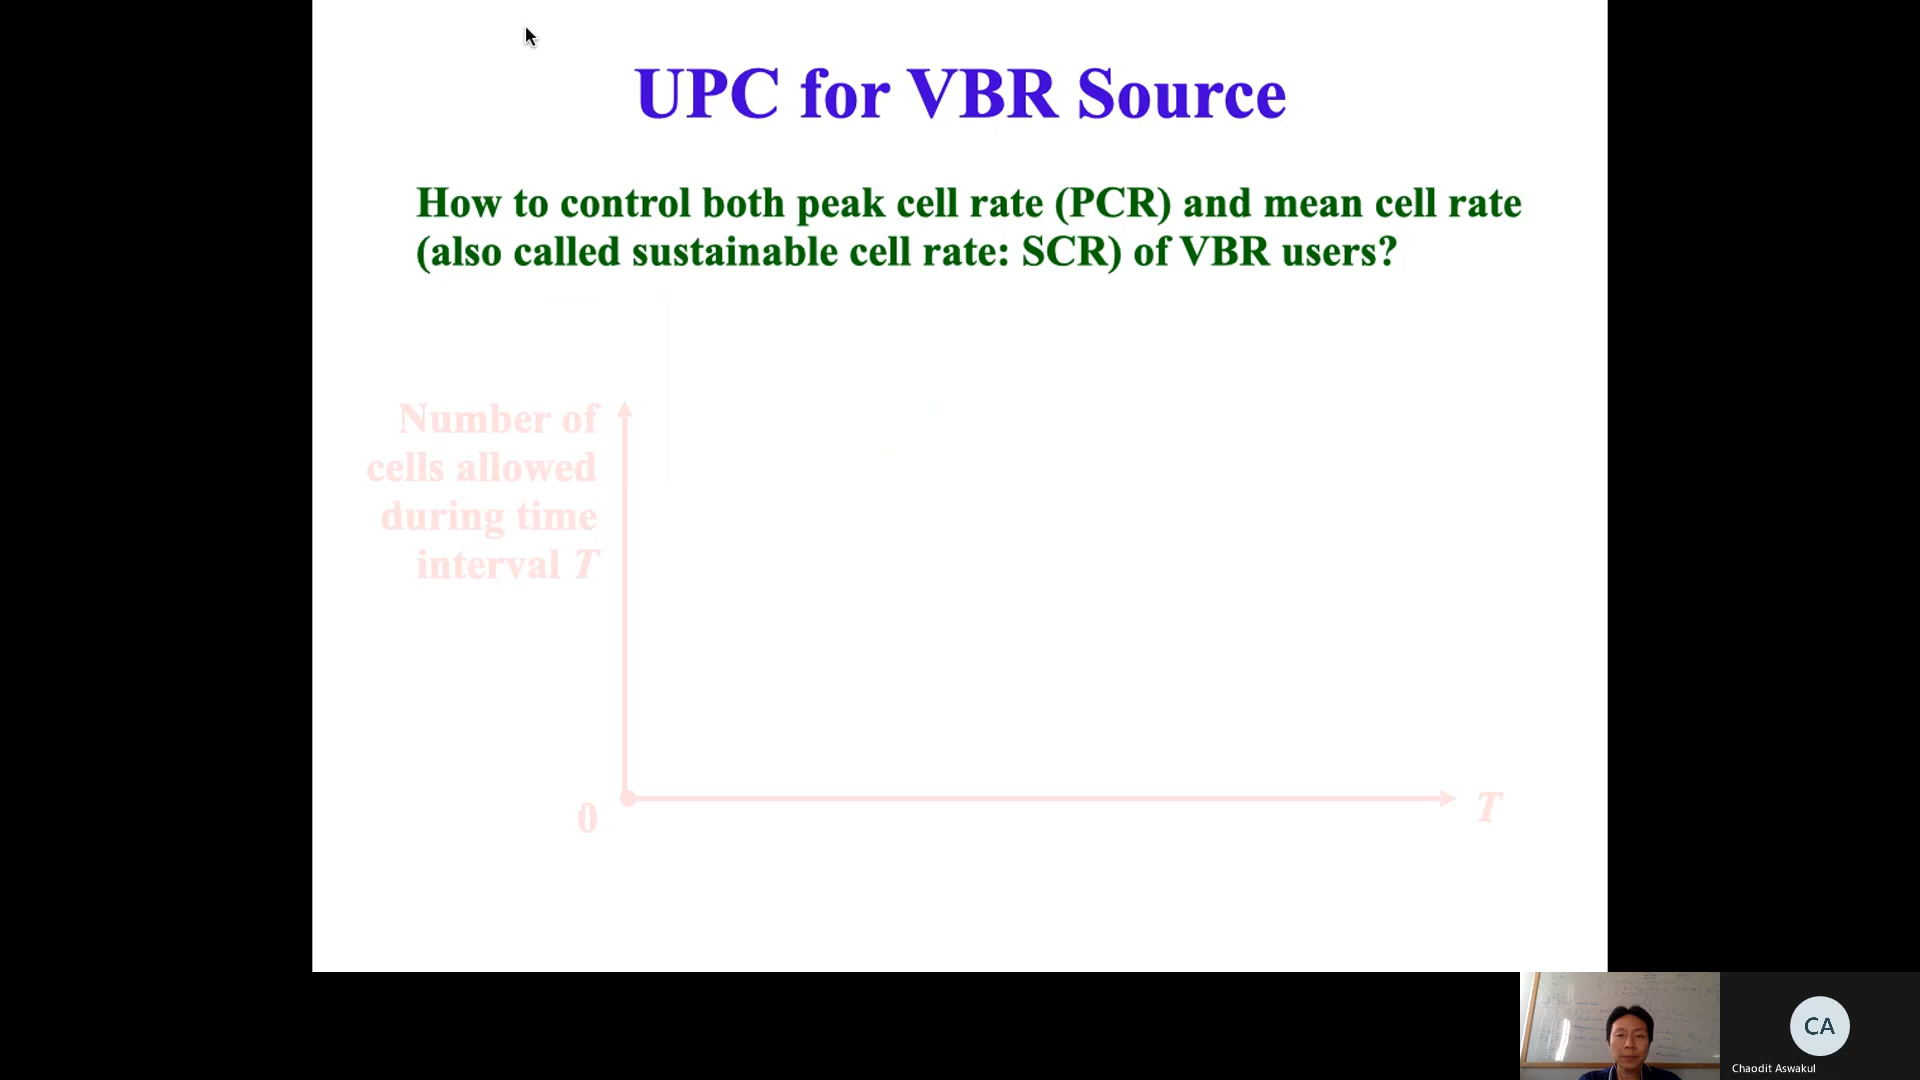 UPC for VBR Source
How to control both peak cell rate (PCR) and mean cell rate
(also called sustainable cell rate: SCR) of VBR users?
Number of
cells allowed
during time
interval T
0
T
CA
Chaodit Aswakul